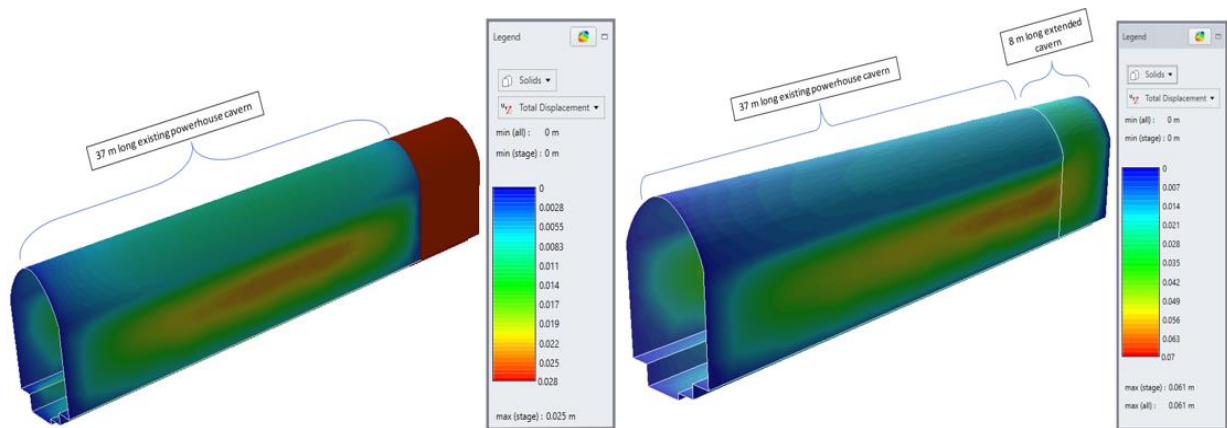 37 m long existing powerhouse cavern
Legend
Solids
Total Displacement
min (all) : 0 m
min (stage) : 0 m
0
0.0028
0.0055
0.0083
0.011
0.014
0.017
0.019
0.022
0.025
0.028
max (stage) : 0.025 m
37 m long existing powerhouse cavern
8 m long extended
cavern
Legend
Solids
Total Displacement
min (all) : 0 m
min (stage) : 0 m
0
0.007
0.014
0.021
0.028
0.035
0.042
0.049
0.056
0.063
0.07
max (stage) : 0.061 m
max (all) : 0.061 m